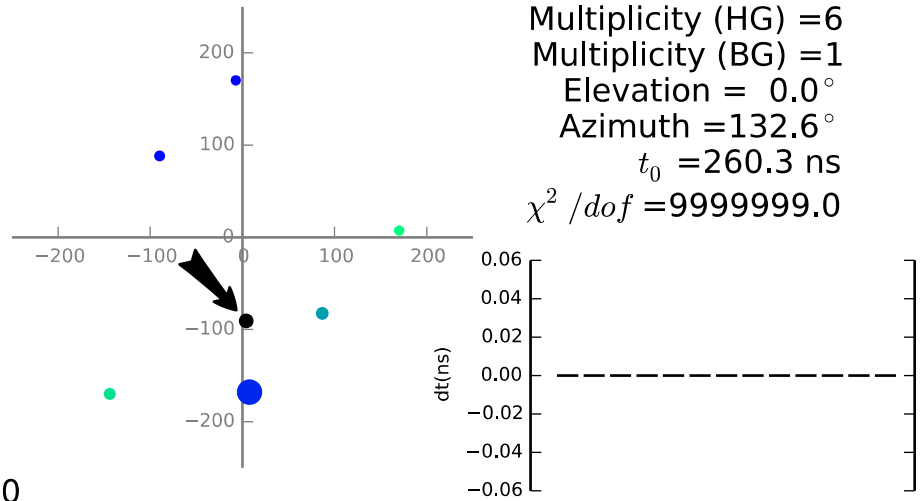 Multiplicity (HG) =6
Multiplicity (BG) =1
Elevation = 0.0°
Azimuth =132.6°
t₀ =260.3 ns
χ² /dof =9999999.0
200
100
0
−100
−200
−200 −100 0 100 200
0.06
0.04
0.02
0.00
−0.02
−0.04
−0.06
dt(ns)
0